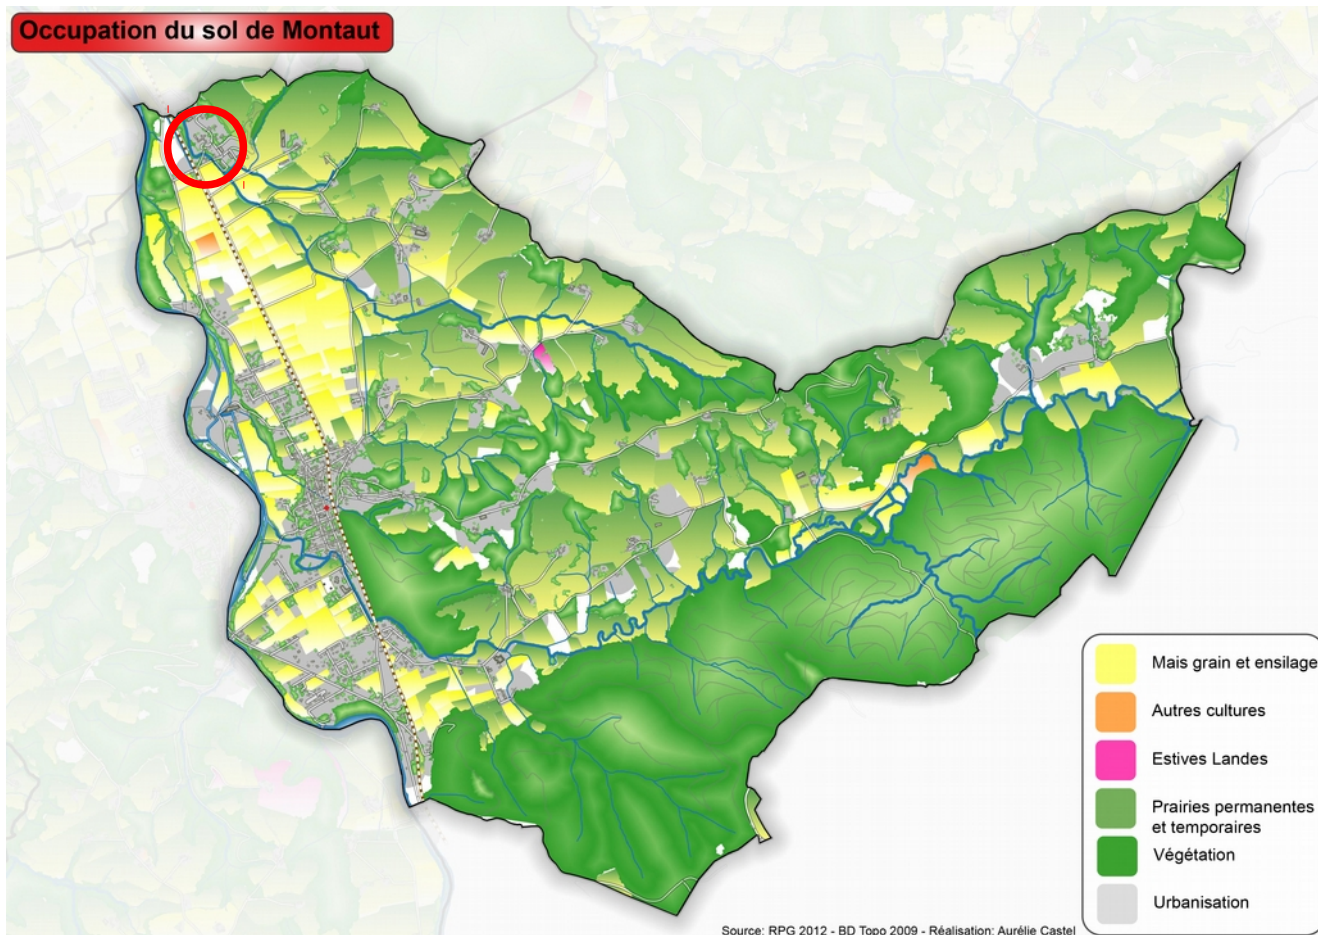 Occupation du sol de Montaut
Mais grain et ensilage
Autres cultures
Estives Landes
Prairies permanentes
et temporaires
Végétation
Urbanisation
Source: RPG 2012 - BD Topo 2009 - Réalisation: Aurélie Castel